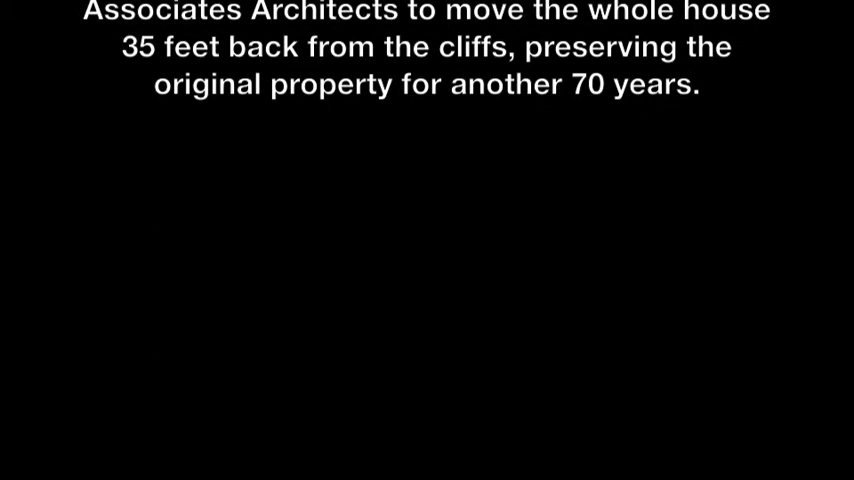 Associates Architects to move the whole house
35 feet back from the cliffs, preserving the
original property for another 70 years.